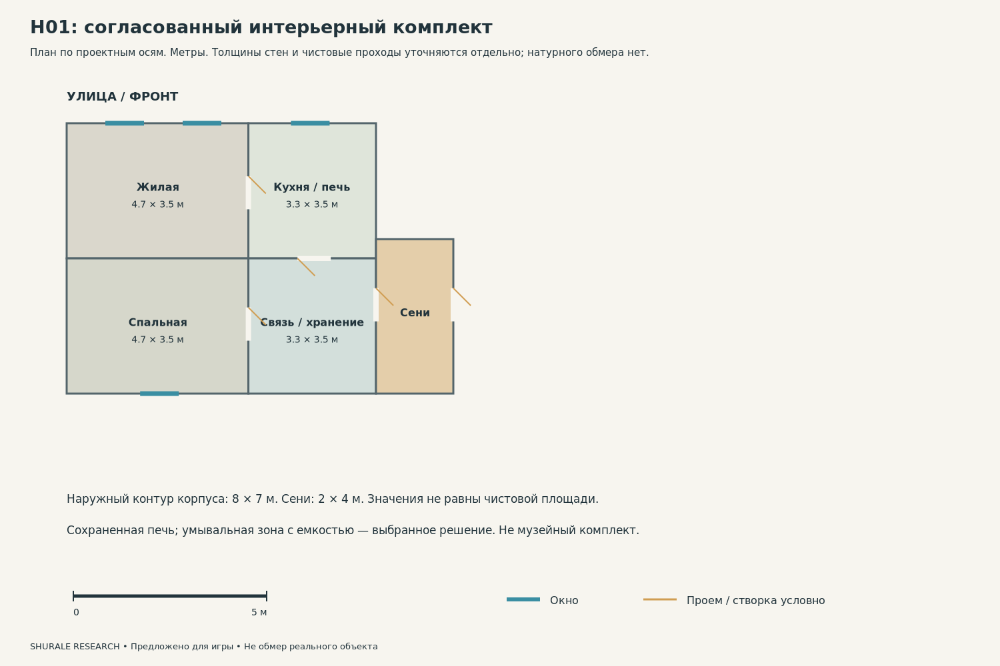 Н01: согласованный интерьерный комплект
План по проектным осям. Метры. Толщины стен и чистовые проходы уточняются отдельно; натурного обмера нет.
УЛИЦА / ФРОНТ
Жилая
4.7 × 3.5 м
Кухня / печь
3.3 × 3.5 м
Спальная
4.7 × 3.5 м
Связь / хранение
3.3 × 3.5 м
Сени
Наружный контур корпуса: 8 × 7 м. Сени: 2 × 4 м. Значения не равны чистовой площади.
Сохраненная печь; умывальная зона с емкостью — выбранное решение. Не музейный комплект.
0
5 м
Окно
Проем / створка условно
SHURALE RESEARCH • Предложено для игры • Не обмер реального объекта